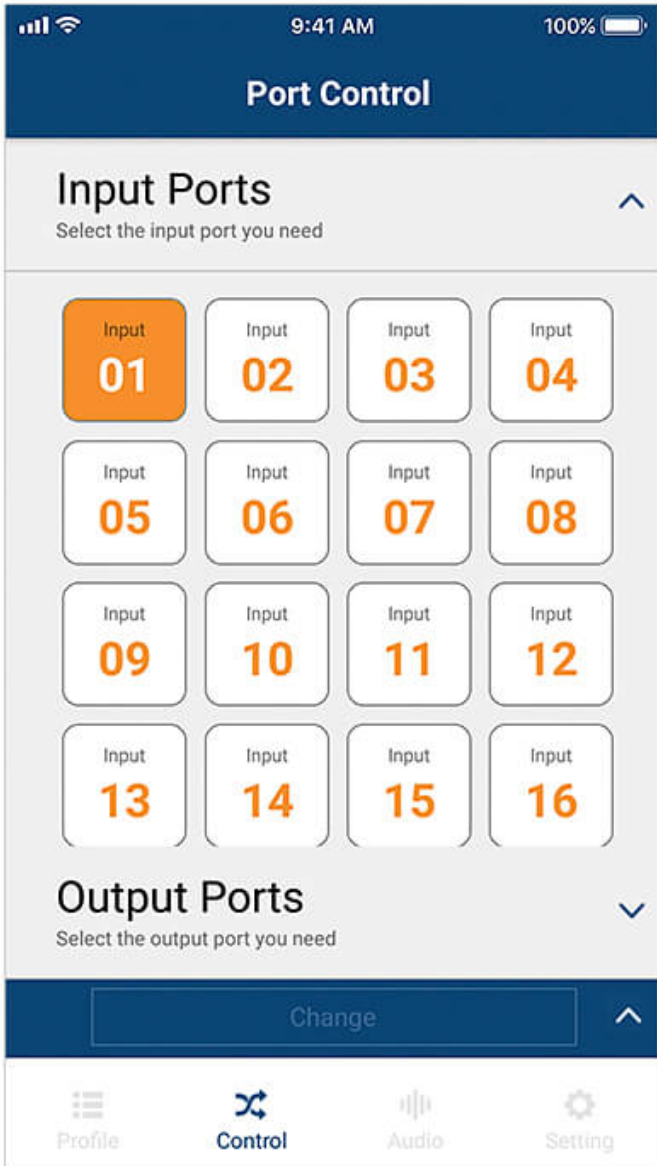 9:41 AM 100%
Port Control
Input Ports
Select the input port you need
Input Input Input Input
01 02 03 04
Input Input Input Input
05 06 07 08
Input Input Input Input
09 10 11 12
Input Input Input Input
13 14 15 16
Output Ports
Select the output port you need
Change
Profile Control Audio Setting